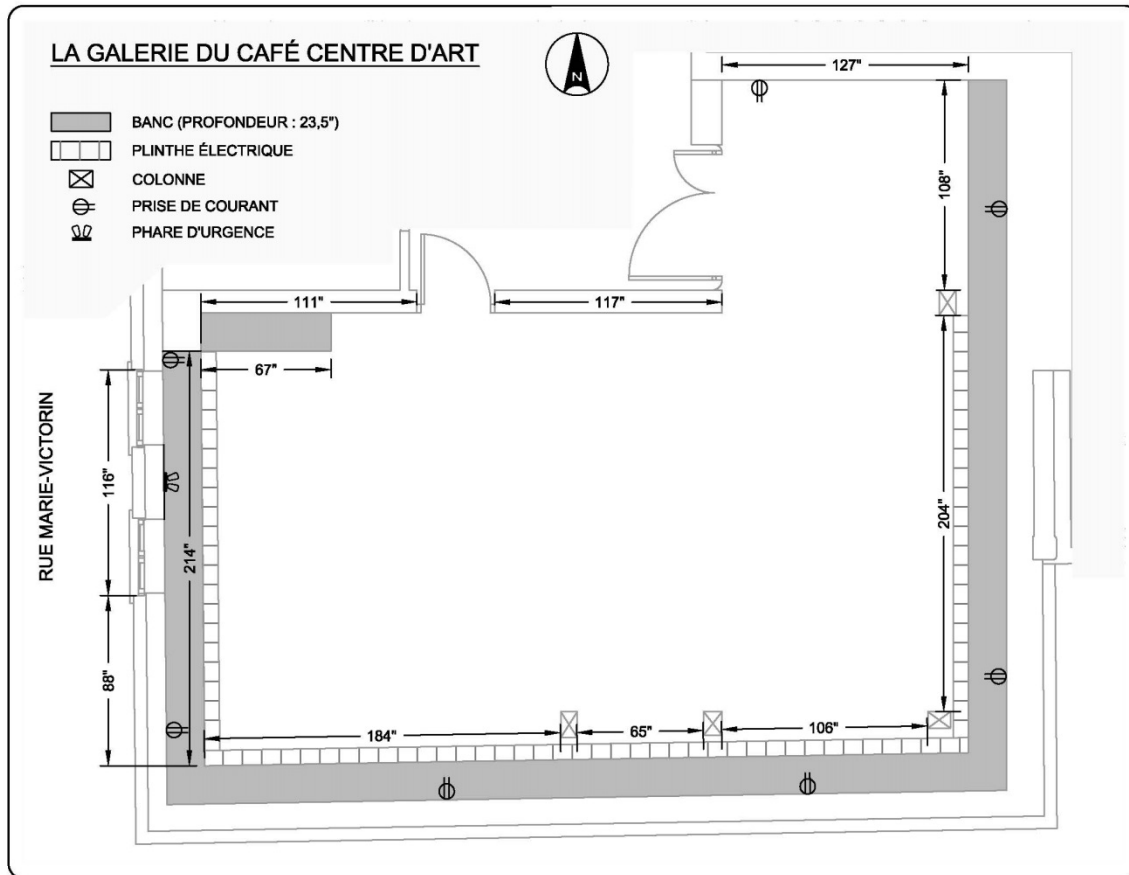 LA GALERIE DU CAFÉ CENTRE D'ART
N
BANC (PROFONDEUR : 23,5")
PLINTHE ÉLECTRIQUE
COLONNE
PRISE DE COURANT
PHARE D'URGENCE
127"
108"
111"
117"
67"
RUE MARIE-VICTORIN
116"
214"
204"
88"
184"
65"
106"